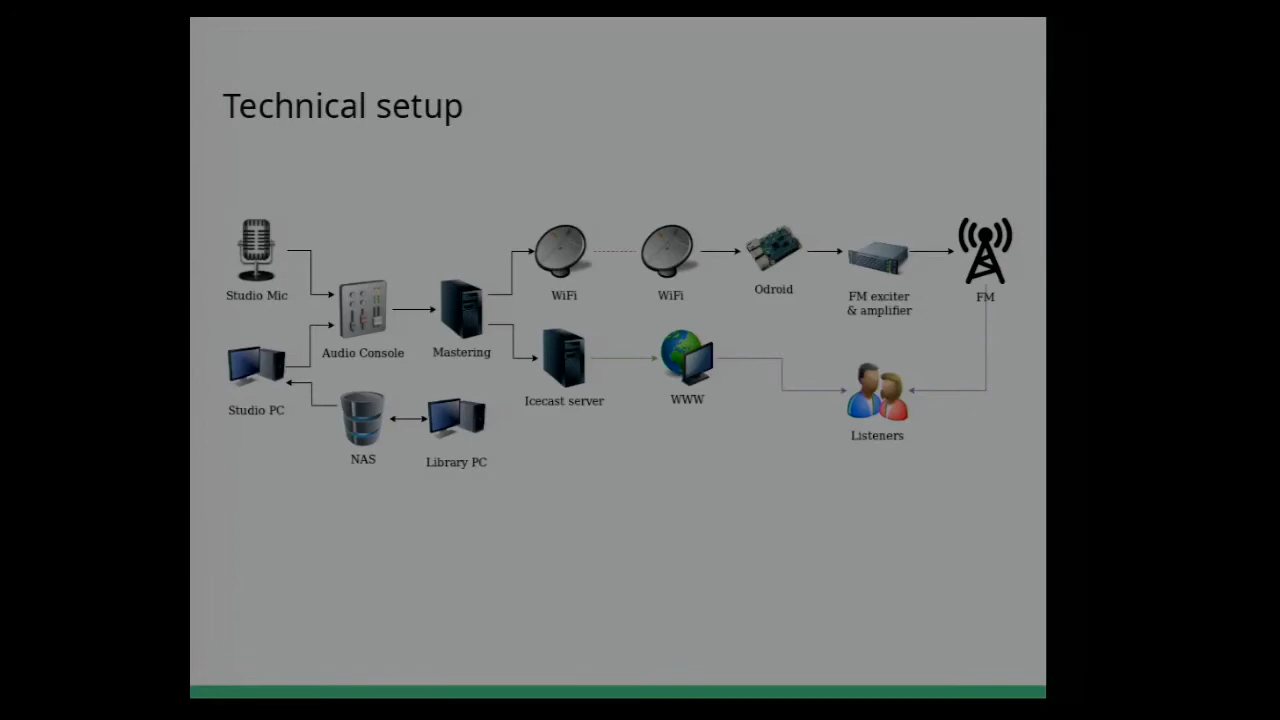 Technical setup
Studio Mic
WiFi
WiFi
Odroid
FM exciter
& amplifier
FM
Audio Console
Mastering
Studio PC
Icecast server
WWW
NAS
Library PC
Listeners